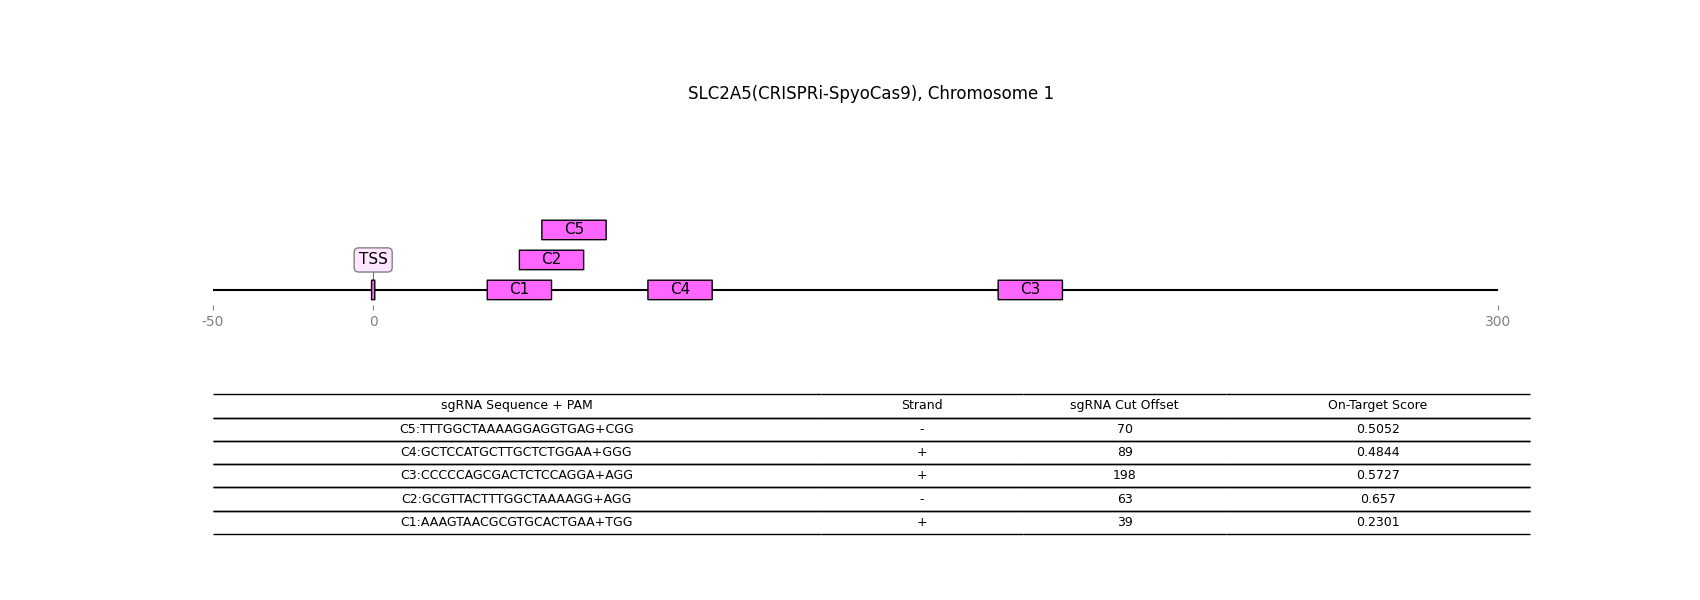 SLC2A5(CRISPRi-SpyoCas9), Chromosome 1
C5
TSS
C2
C1
C4
C3
-50
0
300
sgRNA Sequence + PAM Strand sgRNA Cut Offset On-Target Score
C5:TTTGGCTAAAAGGAGGTGAG+CGG - 70 0.5052
C4:GCTCCATGCTTGCTCTGGAA+GGG + 89 0.4844
C3:CCCCCAGCGACTCTCCAGGA+AGG + 198 0.5727
C2:GCGTTACTTTGGCTAAAAGG+AGG - 63 0.657
C1:AAAGTAACGCGTGCACTGAA+TGG + 39 0.2301